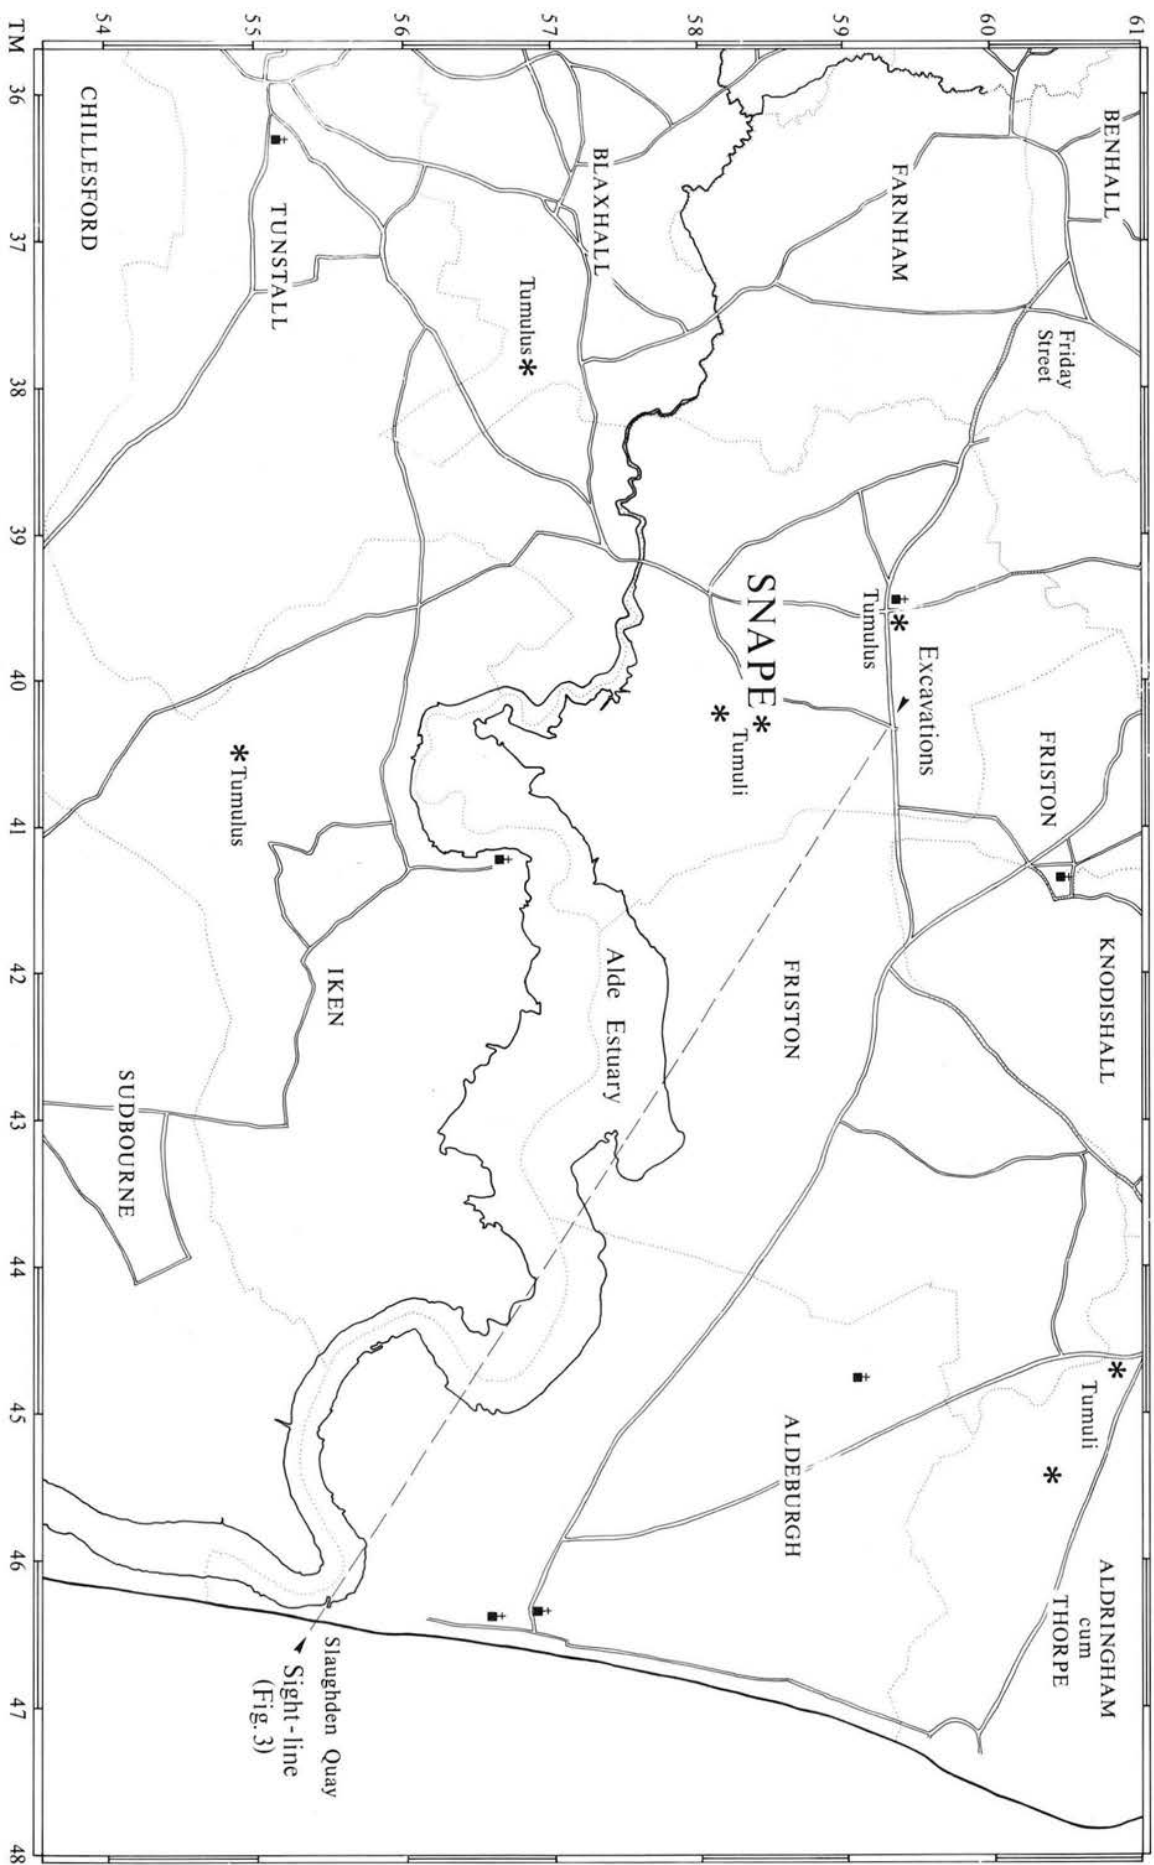 61
60
59
58
57
56
55
54
TM
36
37
38
39
40
41
42
43
44
45
46
47
48
BENHALL
FARNHAM
BLAXHALL
TUNSTALL
CHILLESFORD
Friday
Street
Tumulus
SNAPE
Tumulus
Excavations
Tumuli
FRISTON
Tumulus
KNODISHALL
FRISTON
Alde Estuary
IKEN
SUDBOURNE
Tumuli
ALDEBURGH
ALDRINGHAM
cum
THORPE
Slaughden Quay
Sight-line
(Fig. 3)